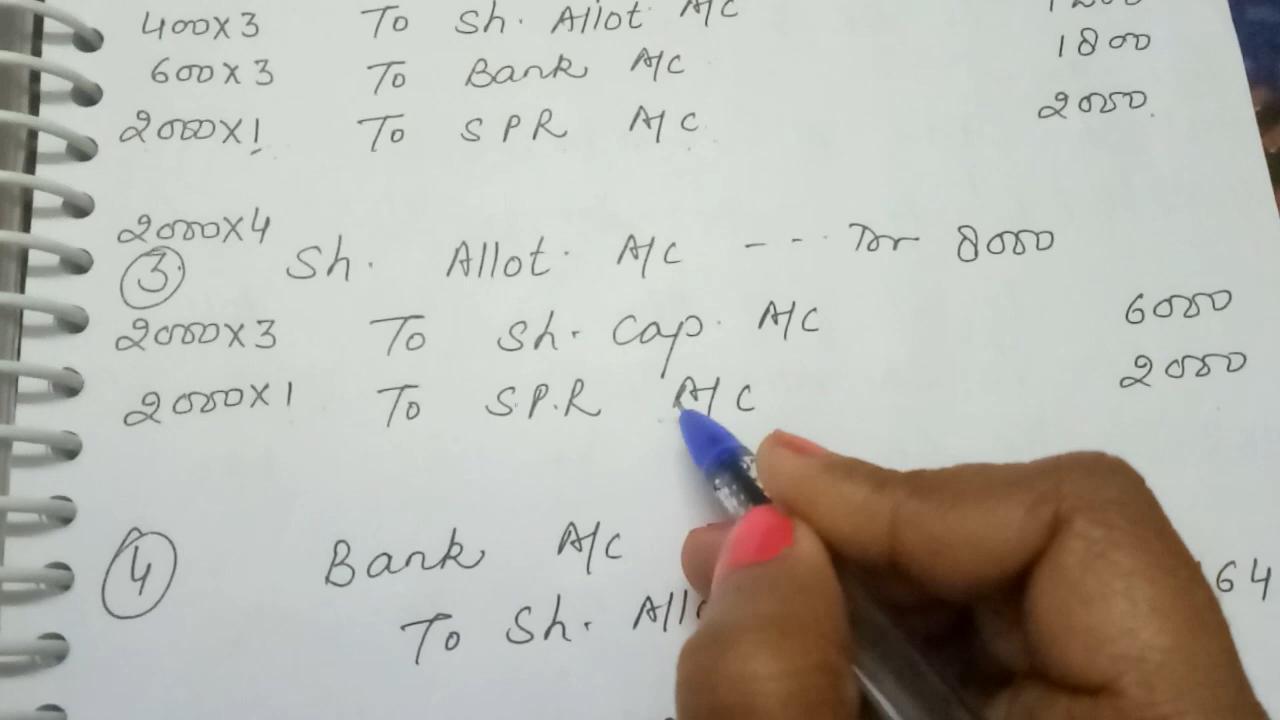 400x3 To Sh. Allot. A/C
600x3 To Bank A/C 1800
2000x1 To SPR A/C 2000.
2000x4
3 Sh. Allot. A/C --- Dr 8000
2000x3 To Sh. Cap. A/C 6000
2000x1 To S.P.R A/C 2000
4 Bank A/C
To Sh. 64